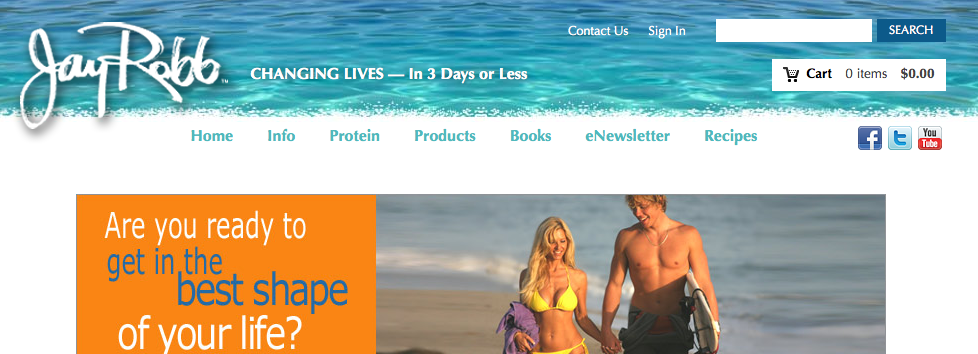 Contact Us Sign In SEARCH
Jay Robb™
CHANGING LIVES — In 3 Days or Less
Cart 0 items $0.00
Home Info Protein Products Books eNewsletter Recipes
f t You Tube
Are you ready to
get in the
best shape
of your life?